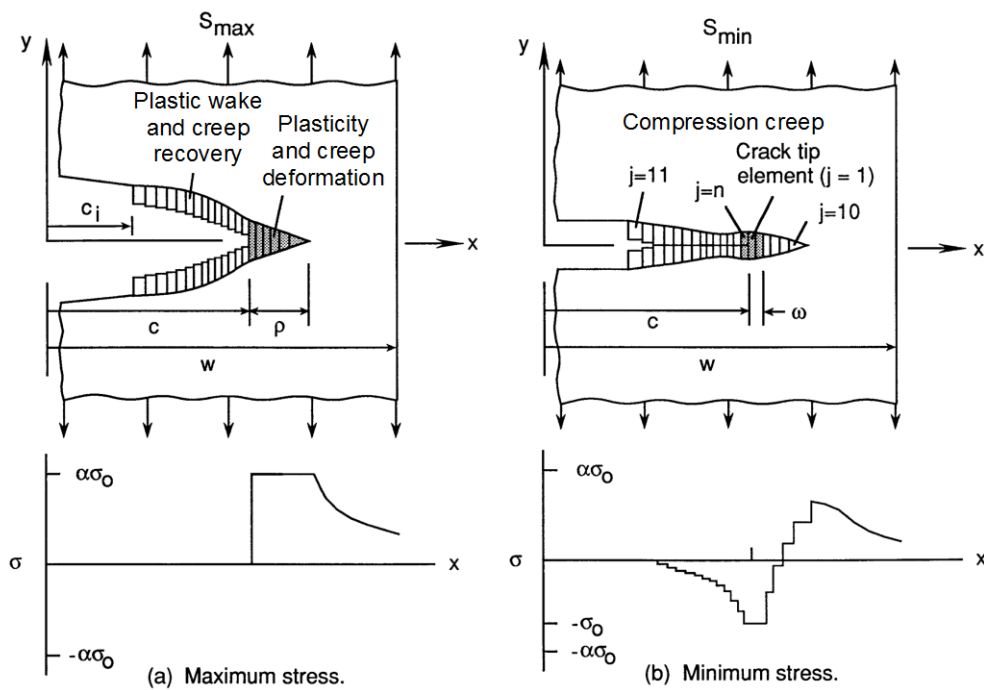 S_max
y
Plastic wake
and creep
recovery
Plasticity
and creep
deformation
c_i
x
c
ρ
w
ασ_o
σ
x
-ασ_o
(a) Maximum stress.
S_min
y
Compression creep
Crack tip
element (j = 1)
j=11
j=n
j=10
x
c
ω
w
ασ_o
σ
x
-σ_o
-ασ_o
(b) Minimum stress.